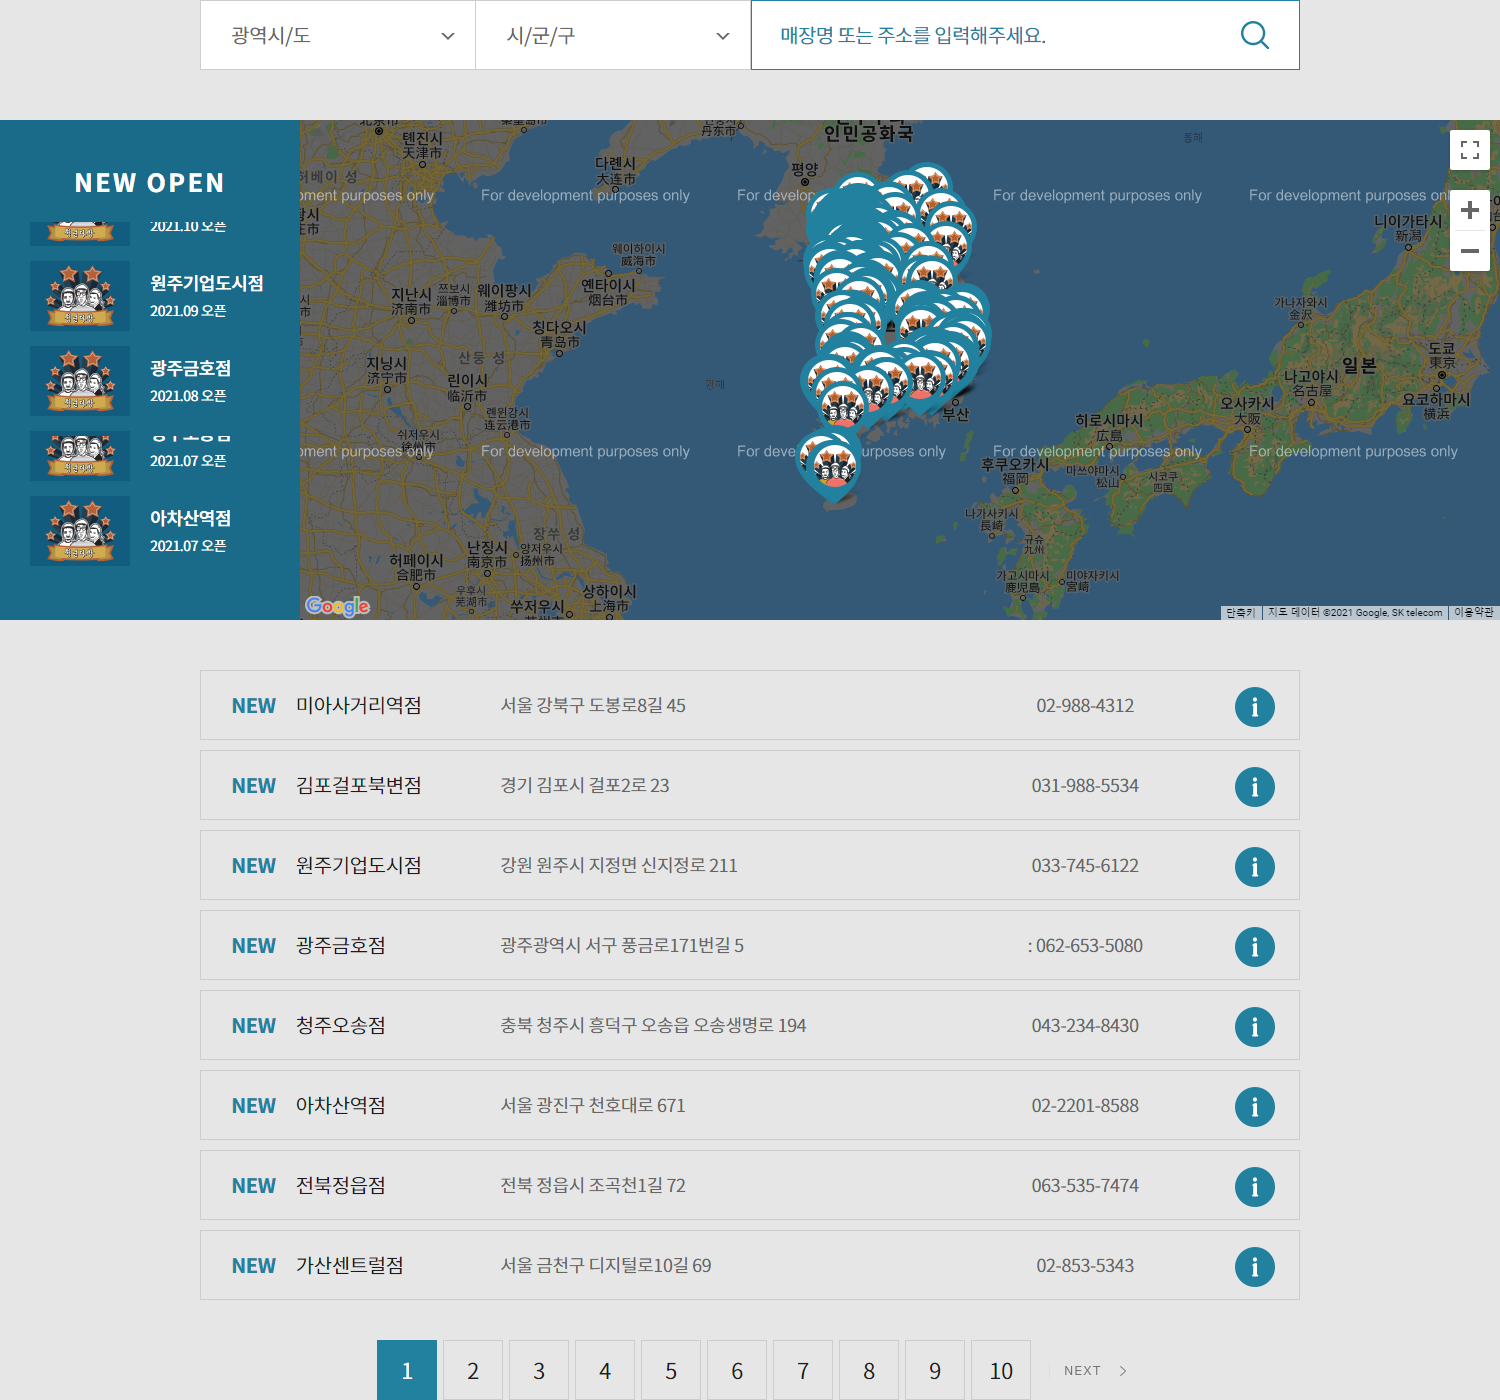 광역시/도
시/군/구
매장명 또는 주소를 입력해주세요.
NEW OPEN
2021.10 오픈
원주기업도시점
2021.09 오픈
광주금호점
2021.08 오픈
2021.07 오픈
아차산역점
2021.07 오픈
톈진시
天津市
다롄시
大连市
평양
인민공화국
동해
For development purposes only
For development purposes only
For development purposes only
웨이하이시
威海市
옌타이시
烟台市
지난시
济南市
쯔보시
淄博市
웨이팡시
潍坊市
칭다오시
青岛市
산둥 성
지닝시
济宁市
린이시
临沂市
롄윈강시
连云港市
쉬저우시
徐州市
황해
부산
니이가타시
新潟
가나자와시
金沢
일본
도쿄
東京
나고야시
名古屋
요코하마시
横浜
오사카시
大阪
히로시마시
広島
후쿠오카시
福岡
마쓰야마시
松山
시코쿠
四国
나가사키시
長崎
규슈
九州
가고시마시
鹿児島
미야자키시
宮崎
For development purposes only
For development purposes only
For development purposes only
장쑤 성
허페이시
合肥市
난징시
南京市
양저우시
扬州市
우후시
芜湖市
쑤저우시
상하이시
上海市
Google
단축키
지도 데이터 ©2021 Google, SK telecom
이용약관
NEW 미아사거리역점 서울 강북구 도봉로8길 45 02-988-4312
NEW 김포걸포북변점 경기 김포시 걸포2로 23 031-988-5534
NEW 원주기업도시점 강원 원주시 지정면 신지정로 211 033-745-6122
NEW 광주금호점 광주광역시 서구 풍금로171번길 5 : 062-653-5080
NEW 청주오송점 충북 청주시 흥덕구 오송읍 오송생명로 194 043-234-8430
NEW 아차산역점 서울 광진구 천호대로 671 02-2201-8588
NEW 전북정읍점 전북 정읍시 조곡천1길 72 063-535-7474
NEW 가산센트럴점 서울 금천구 디지털로10길 69 02-853-5343
1 2 3 4 5 6 7 8 9 10 NEXT